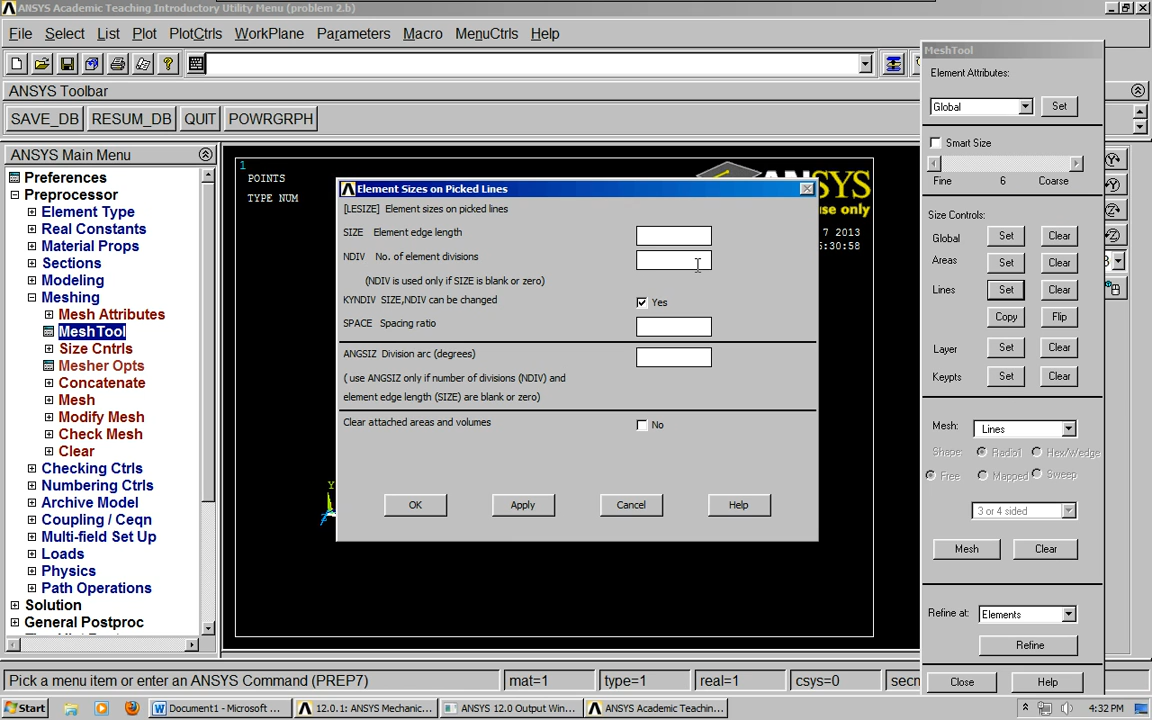 ANSYS Academic Teaching Introductory Utility Menu (problem 2.b)
File Select List Plot PlotCtrls WorkPlane Parameters Macro MenuCtrls Help
ANSYS Toolbar
SAVE_DB RESUM_DB QUIT POWRGRPH
ANSYS Main Menu
Preferences
Preprocessor
Element Type
Real Constants
Material Props
Sections
Modeling
Meshing
Mesh Attributes
MeshTool
Size Cntrls
Mesher Opts
Concatenate
Mesh
Modify Mesh
Check Mesh
Clear
Checking Ctrls
Numbering Ctrls
Archive Model
Coupling / Ceqn
Multi-field Set Up
Loads
Physics
Path Operations
Solution
General Postproc
1
POINTS
TYPE NUM
ANSYS
use only
7 2013
5:30:58
Y
Element Sizes on Picked Lines
[LESIZE] Element sizes on picked lines
SIZE Element edge length
NDIV No. of element divisions
(NDIV is used only if SIZE is blank or zero)
KYNDIV SIZE,NDIV can be changed
Yes
SPACE Spacing ratio
ANGSIZ Division arc (degrees)
( use ANGSIZ only if number of divisions (NDIV) and
element edge length (SIZE) are blank or zero)
Clear attached areas and volumes
No
OK Apply Cancel Help
MeshTool
Element Attributes:
Global Set
Smart Size
Fine 6 Coarse
Size Controls:
Global Set Clear
Areas Set Clear
Lines Set Clear
Copy Flip
Layer Set Clear
Keypts Set Clear
Mesh: Lines
Shape: Hex/Wedge
Free Mapped Sweep
3 or 4 sided
Mesh Clear
Refine at: Elements
Refine
Close Help
Pick a menu item or enter an ANSYS Command (PREP7)
mat=1 type=1 real=1 csys=0 secn
Start
Document1 - Microsoft ...
12.0.1: ANSYS Mechanic...
ANSYS 12.0 Output Win...
ANSYS Academic Teachin...
4:32 PM